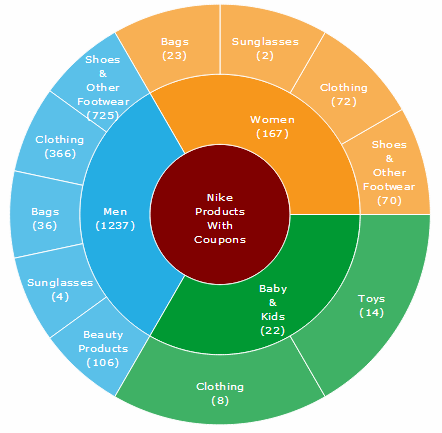 Nike
Products
With
Coupons
Women
(167)
Bags
(23)
Sunglasses
(2)
Clothing
(72)
Shoes
&
Other
Footwear
(70)
Baby
&
Kids
(22)
Toys
(14)
Clothing
(8)
Men
(1237)
Beauty
Products
(106)
Sunglasses
(4)
Bags
(36)
Clothing
(366)
Shoes
&
Other
Footwear
(725)